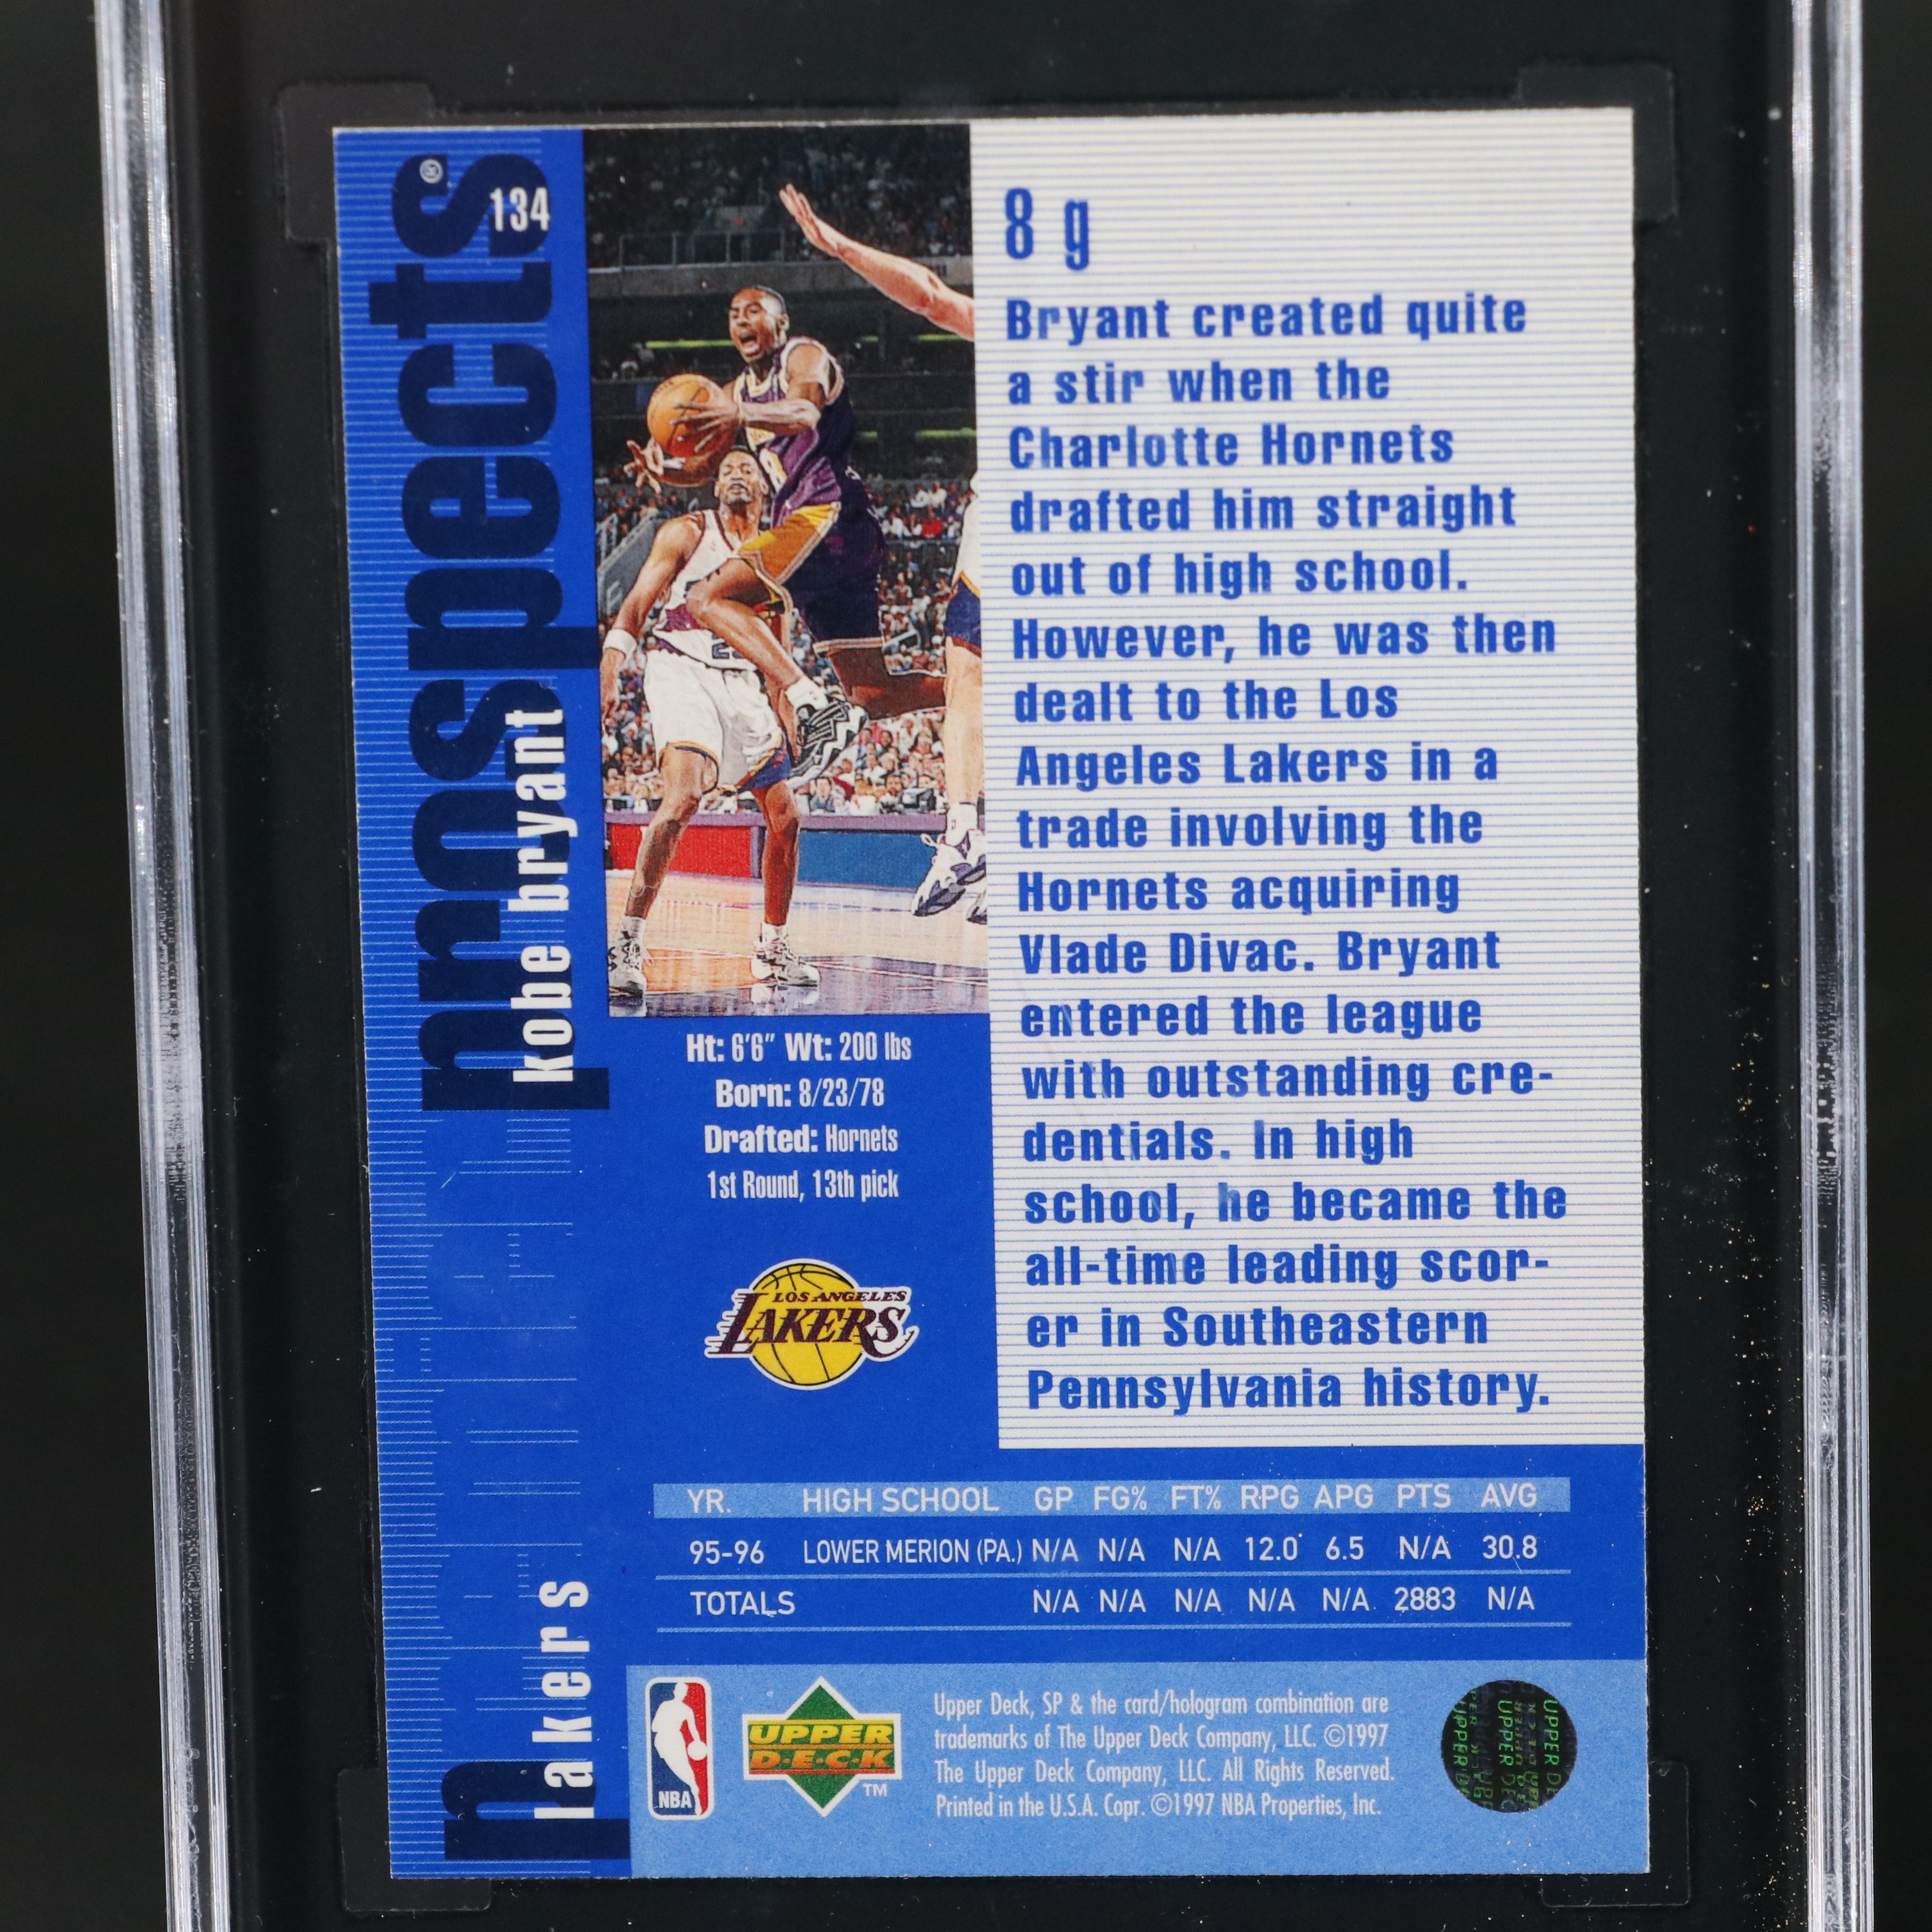 134
prospects
kobe bryant
lakers
8 g
Bryant created quite
a stir when the
Charlotte Hornets
drafted him straight
out of high school.
However, he was then
dealt to the Los
Angeles Lakers in a
trade involving the
Hornets acquiring
Vlade Divac. Bryant
entered the league
with outstanding cre-
dentials. In high
school, he became the
all-time leading scor-
er in Southeastern
Pennsylvania history.
Ht: 6'6" Wt: 200 lbs
Born: 8/23/78
Drafted: Hornets
1st Round, 13th pick
LOS ANGELES
LAKERS
YR. HIGH SCHOOL GP FG% FT% RPG APG PTS AVG
95-96 LOWER MERION (PA.) N/A N/A N/A 12.0 6.5 N/A 30.8
TOTALS N/A N/A N/A N/A N/A 2883 N/A
NBA
UPPER
D·E·C·K
TM
Upper Deck, SP & the card/hologram combination are
trademarks of The Upper Deck Company, LLC. ©1997
The Upper Deck Company, LLC. All Rights Reserved.
Printed in the U.S.A. Copr. ©1997 NBA Properties, Inc.
UPPER DE
UPPER DEC
UPPER